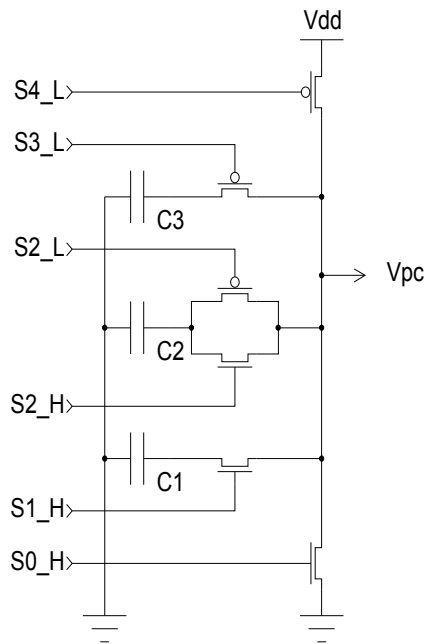 Vdd
S4_L
S3_L
C3
S2_L
Vpc
C2
S2_H
C1
S1_H
S0_H